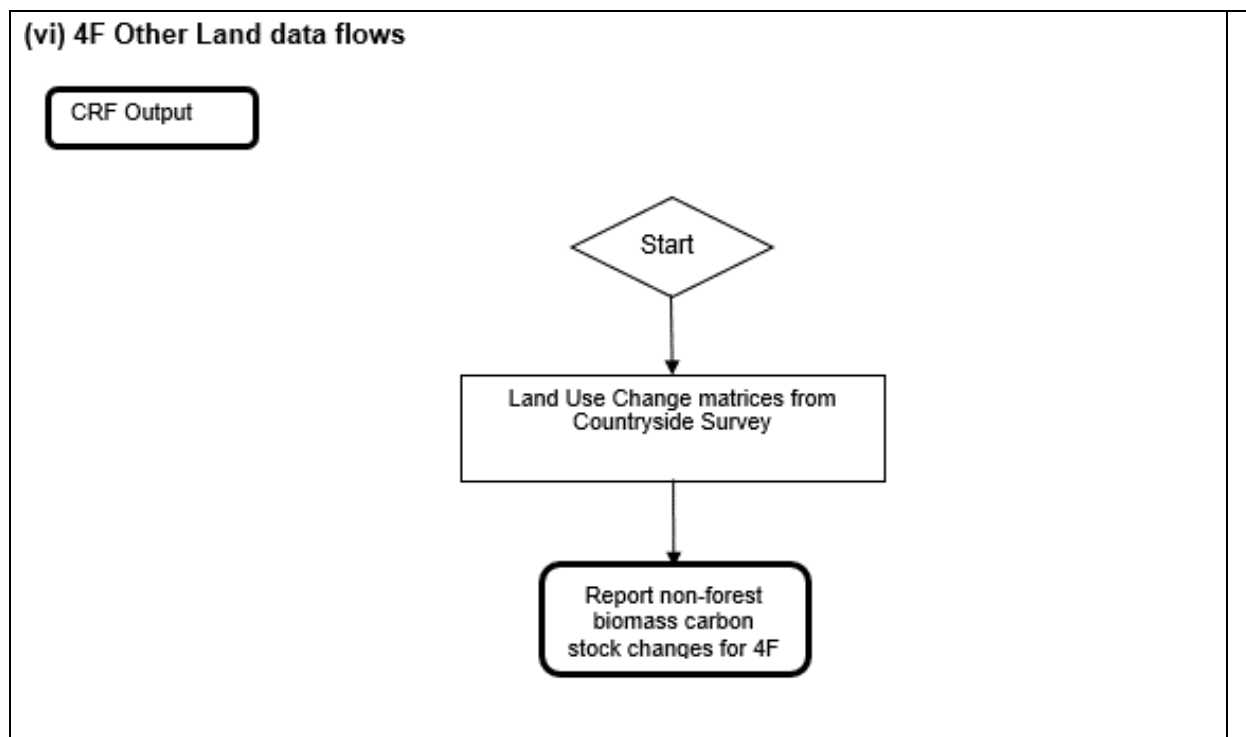 (vi) 4F Other Land data flows
CRF Output
Start
Land Use Change matrices from
Countryside Survey
Report non-forest
biomass carbon
stock changes for 4F